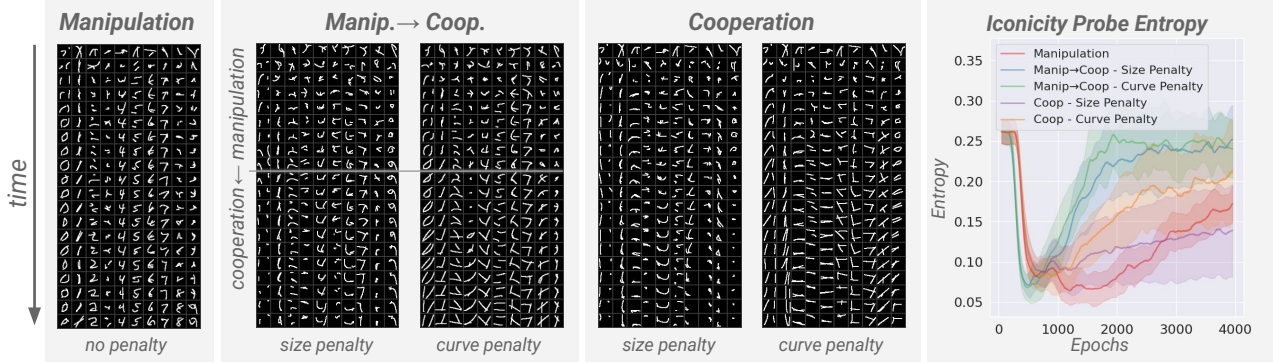 Manipulation
Manip.→ Coop.
Cooperation
Iconicity Probe Entropy
time
cooperation← manipulation
no penalty
size penalty
curve penalty
size penalty
curve penalty
Entropy
0.35
0.30
0.25
0.20
0.15
0.10
0.05
Manipulation
Manip→Coop - Size Penalty
Manip→Coop - Curve Penalty
Coop - Size Penalty
Coop - Curve Penalty
0 1000 2000 3000 4000
Epochs